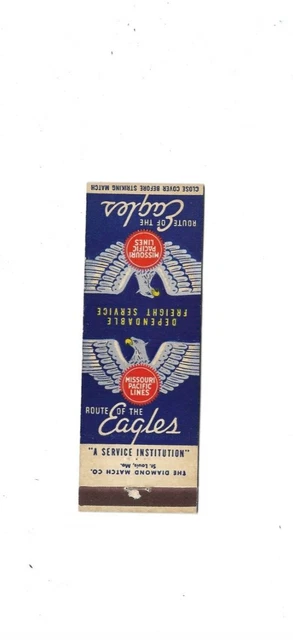 CLOSE COVER BEFORE STRIKING MATCH
ROUTE OF THE
Eagles
MISSOURI
PACIFIC
LINES
DEPENDABLE
FREIGHT SERVICE
MISSOURI
PACIFIC
LINES
ROUTE OF THE
Eagles
"A SERVICE INSTITUTION"
THE DIAMOND MATCH CO.
St. Louis Mo.